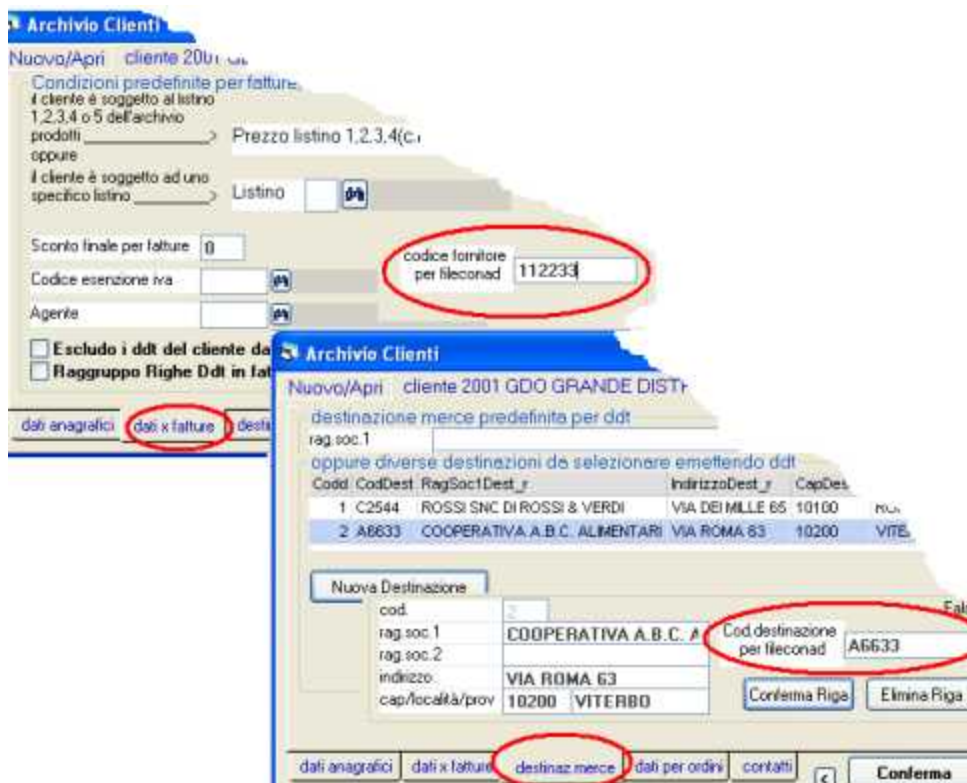 Archivio Clienti
Nuovo/Apri cliente 2001
Condizioni predefinite per fatture
il cliente è soggetto al listino
1,2,3,4 o 5 dell'archivio
prodotti > Prezzo listino 1,2,3,4(c.
oppure
il cliente è soggetto ad uno
specifico listino > Listino
Sconto finale per fatture 0
codice fornitore
per fileconad 112233
Codice esenzione iva
Agente
Escludo i ddt del cliente da
Raggruppo Righe Ddt in fat
dati anagrafici dati x fatture
Archivio Clienti
Nuovo/Apri cliente 2001 GDO GRANDE DIST
destinazione merce predefinita per ddt
rag.soc.1
oppure diverse destinazioni da selezionare emettendo ddt
Codd CodDest RagSoc1Dest_r IndirizzoDest_r CapDes
1 C2544 ROSSI SNC DI ROSSI & VERDI VIA DEI MILLE 65 10100
2 A6633 COOPERATIVA A.B.C. ALIMENTARI VIA ROMA 63 10200 VITE
Nuova Destinazione
cod. 2
rag.soc.1 COOPERATIVA A.B.C. A
Cod.destinazione
per fileconad A6633
rag.soc.2
indirizzo VIA ROMA 63
cap/località/prov 10200 VITERBO
Conferma Riga Elimina Riga
dati anagrafici dati x fatture destinaz.merce dati per ordini contatti < Conferma